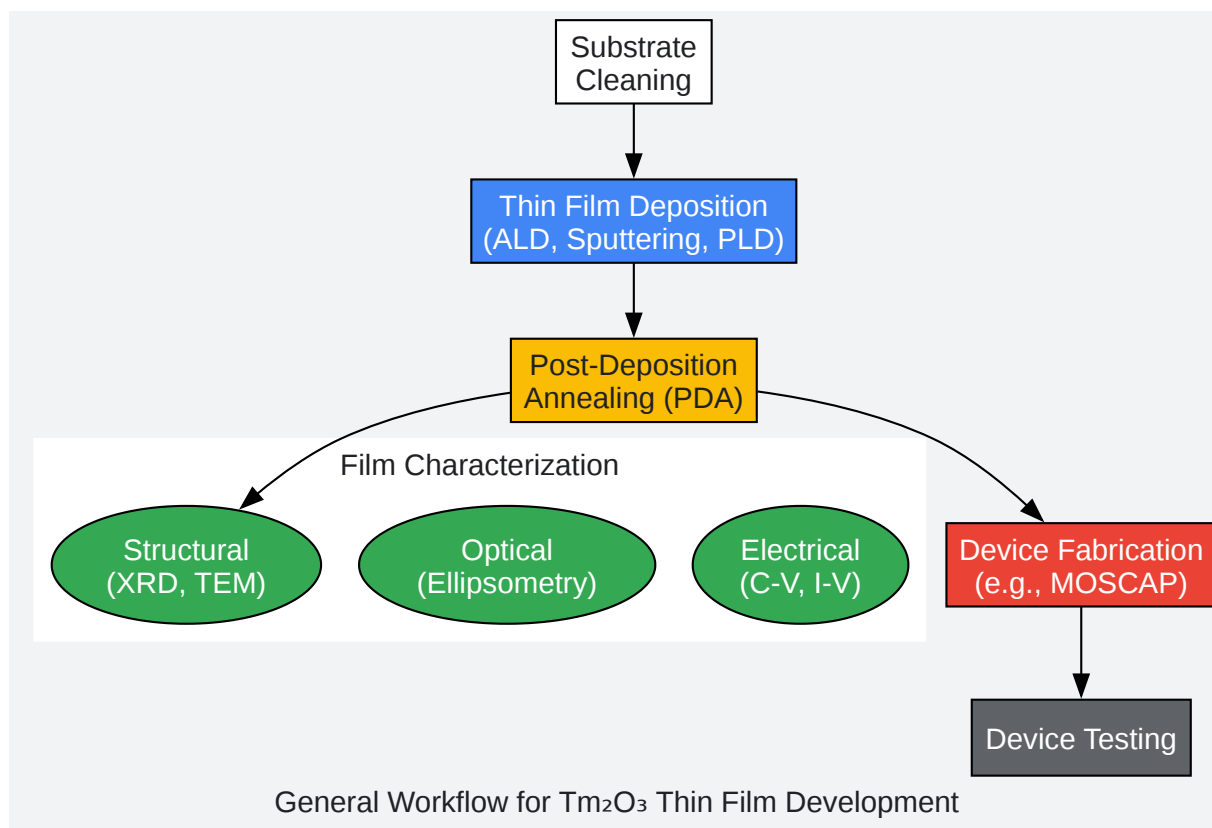 Substrate
Cleaning
Thin Film Deposition
(ALD, Sputtering, PLD)
Post-Deposition
Annealing (PDA)
Film Characterization
Structural
(XRD, TEM)
Optical
(Ellipsometry)
Electrical
(C-V, I-V)
Device Fabrication
(e.g., MOSCAP)
Device Testing
General Workflow for Tm₂O₃ Thin Film Development